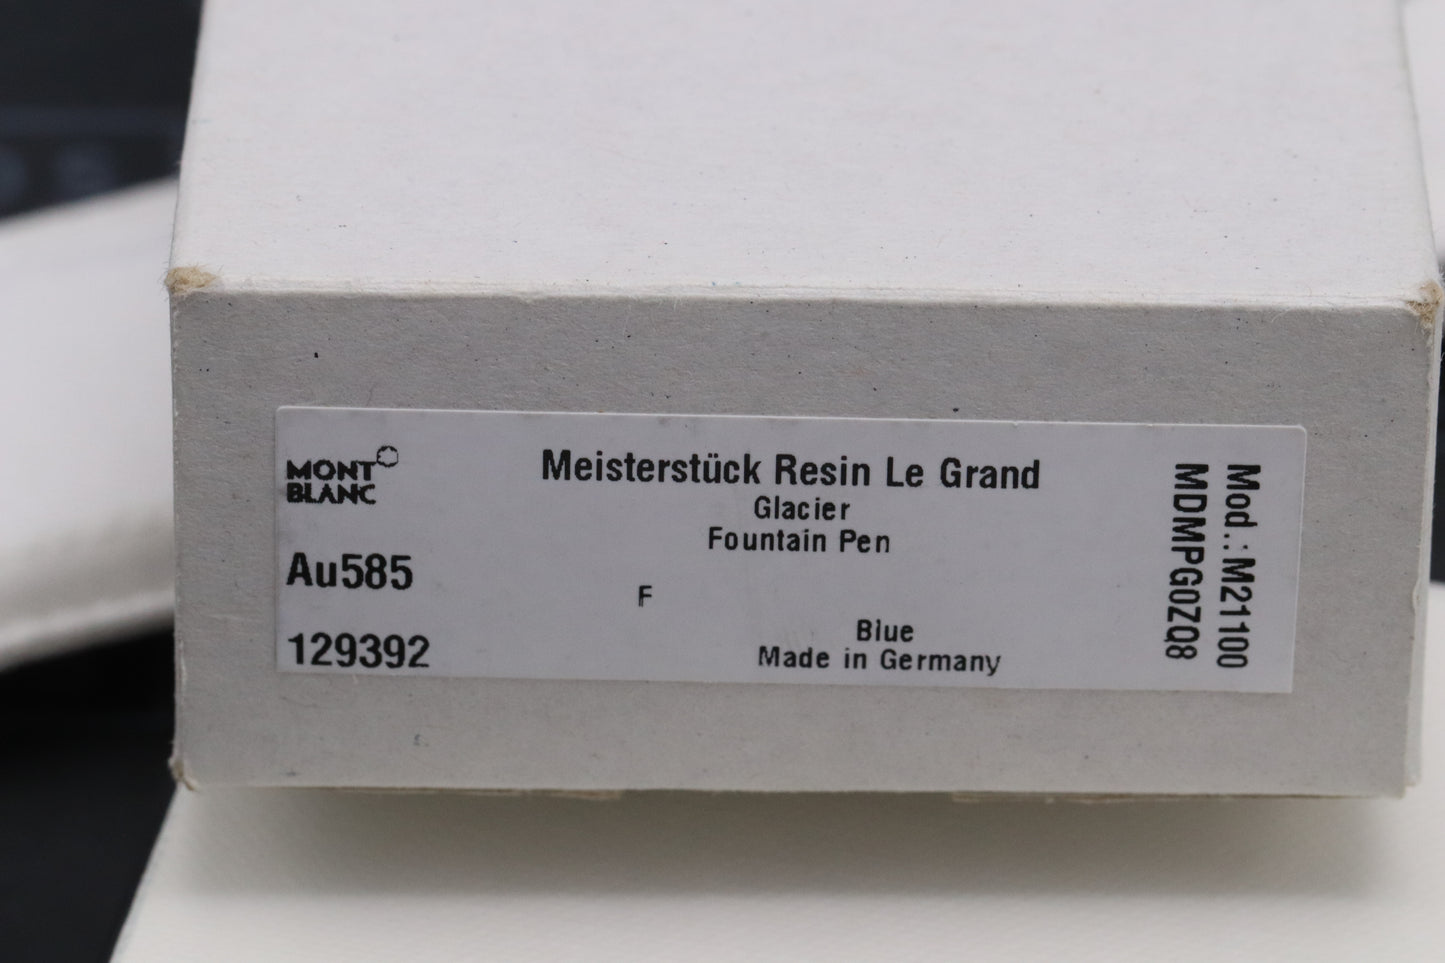 MONT
BLANC
Meisterstück Resin Le Grand
Glacier
Fountain Pen
Au585
F
129392
Blue
Made in Germany
Mod.: M21100
MDMPG0ZQ8